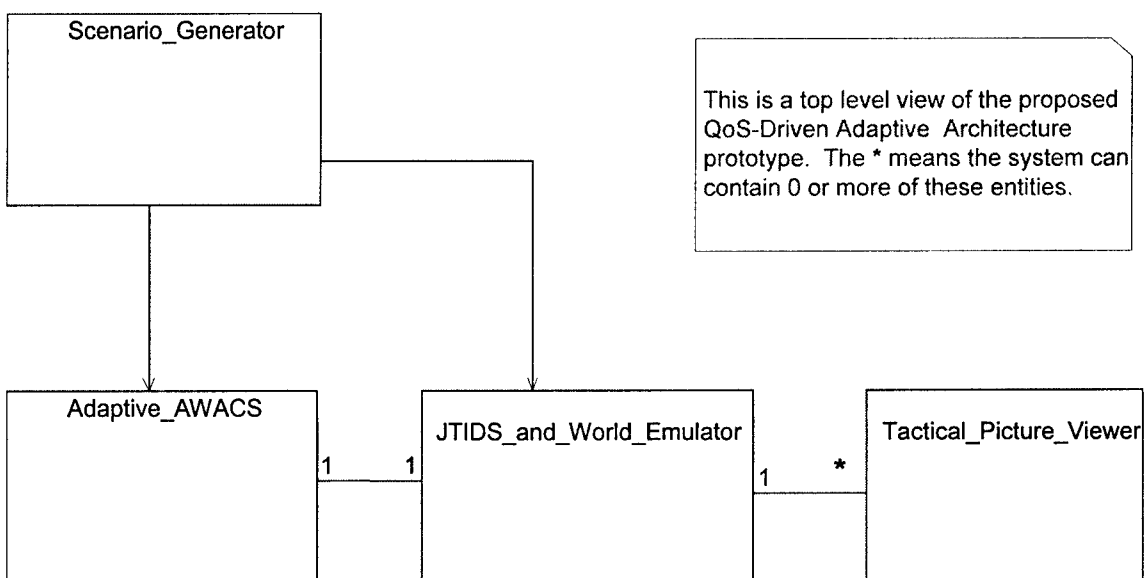 Scenario_Generator
This is a top level view of the proposed
QoS-Driven Adaptive Architecture
prototype. The * means the system can
contain 0 or more of these entities.
Adaptive_AWACS
JTIDS_and_World_Emulator
Tactical_Picture_Viewer
1
1
1
*